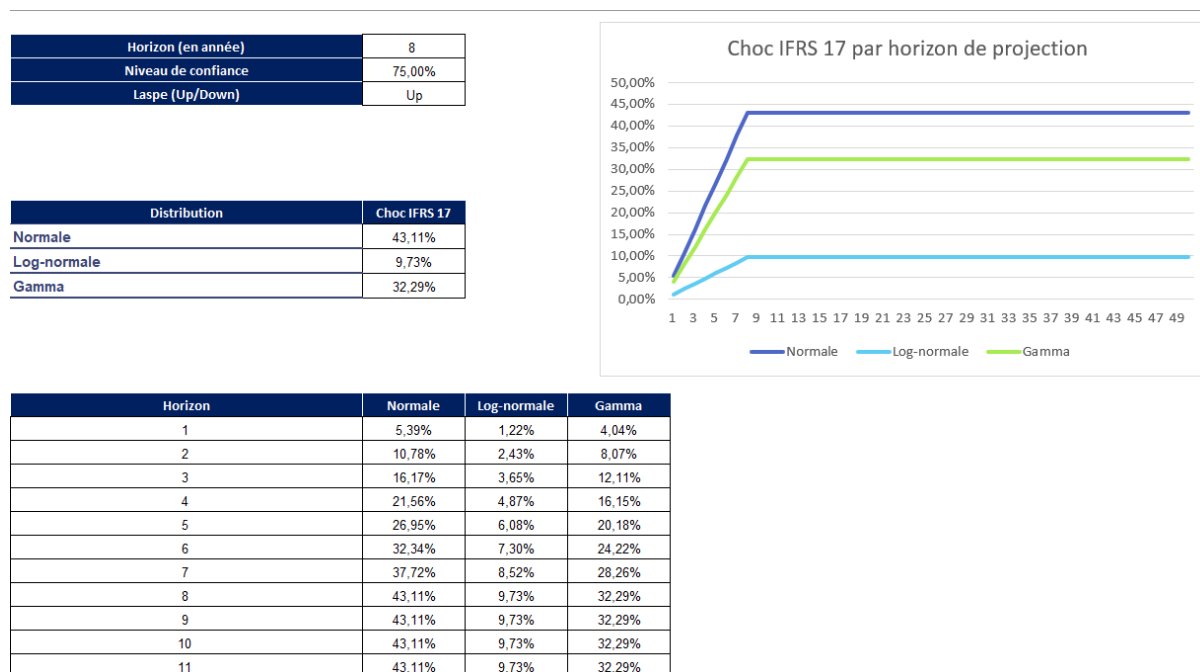 Horizon (en année) 8
Niveau de confiance 75,00%
Laspe (Up/Down) Up
Distribution Choc IFRS 17
Normale 43,11%
Log-normale 9,73%
Gamma 32,29%
Choc IFRS 17 par horizon de projection
50,00%
45,00%
40,00%
35,00%
30,00%
25,00%
20,00%
15,00%
10,00%
5,00%
0,00%
1 3 5 7 9 11 13 15 17 19 21 23 25 27 29 31 33 35 37 39 41 43 45 47 49
Normale Log-normale Gamma
Horizon Normale Log-normale Gamma
1 5,39% 1,22% 4,04%
2 10,78% 2,43% 8,07%
3 16,17% 3,65% 12,11%
4 21,56% 4,87% 16,15%
5 26,95% 6,08% 20,18%
6 32,34% 7,30% 24,22%
7 37,72% 8,52% 28,26%
8 43,11% 9,73% 32,29%
9 43,11% 9,73% 32,29%
10 43,11% 9,73% 32,29%
11 43,11% 9,73% 32,29%